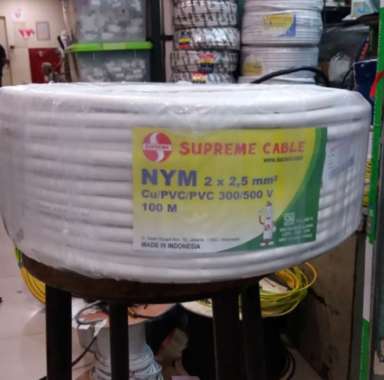 SUPREME CABLE
NYM 2 x 2,5 mm²
Cu/PVC/PVC 300/500 V
100 M
MADE IN INDONESIA